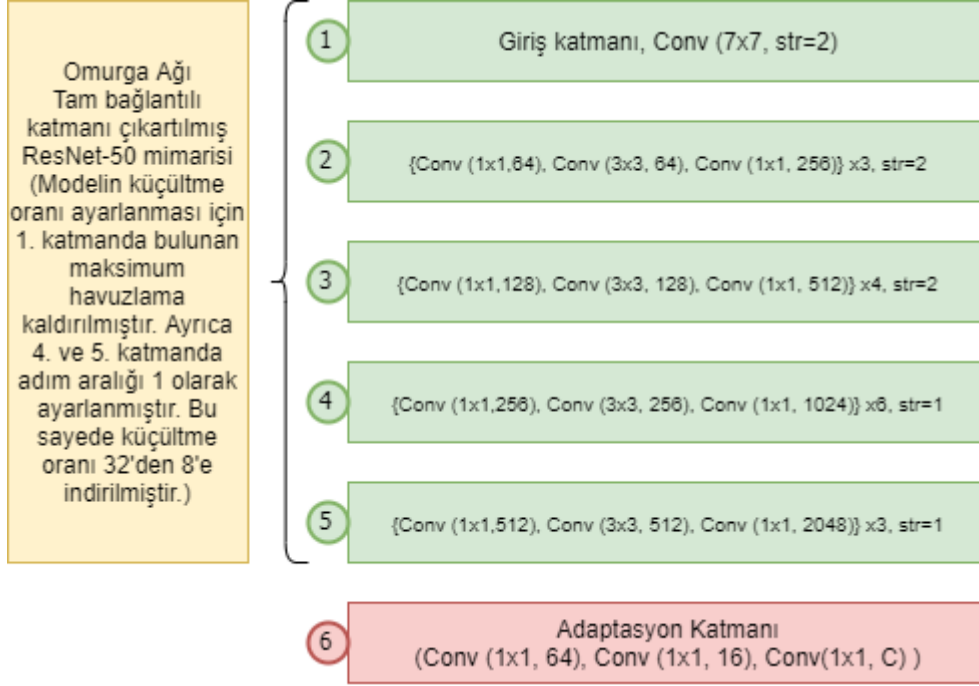 Omurga Ağı
Tam bağlantılı
katmanı çıkartılmış
ResNet-50 mimarisi
(Modelin küçültme
oranı ayarlanması için
1. katmanda bulunan
maksimum
havuzlama
kaldırılmıştır. Ayrıca
4. ve 5. katmanda
adım aralığı 1 olarak
ayarlanmıştır. Bu
sayede küçültme
oranı 32'den 8'e
indirilmiştir.)
1
Giriş katmanı, Conv (7x7, str=2)
2
{Conv (1x1,64), Conv (3x3, 64), Conv (1x1, 256)} x3, str=2
3
{Conv (1x1,128), Conv (3x3, 128), Conv (1x1, 512)} x4, str=2
4
{Conv (1x1,256), Conv (3x3, 256), Conv (1x1, 1024)} x6, str=1
5
{Conv (1x1,512), Conv (3x3, 512), Conv (1x1, 2048)} x3, str=1
6
Adaptasyon Katmanı
(Conv (1x1, 64), Conv (1x1, 16), Conv(1x1, C) )